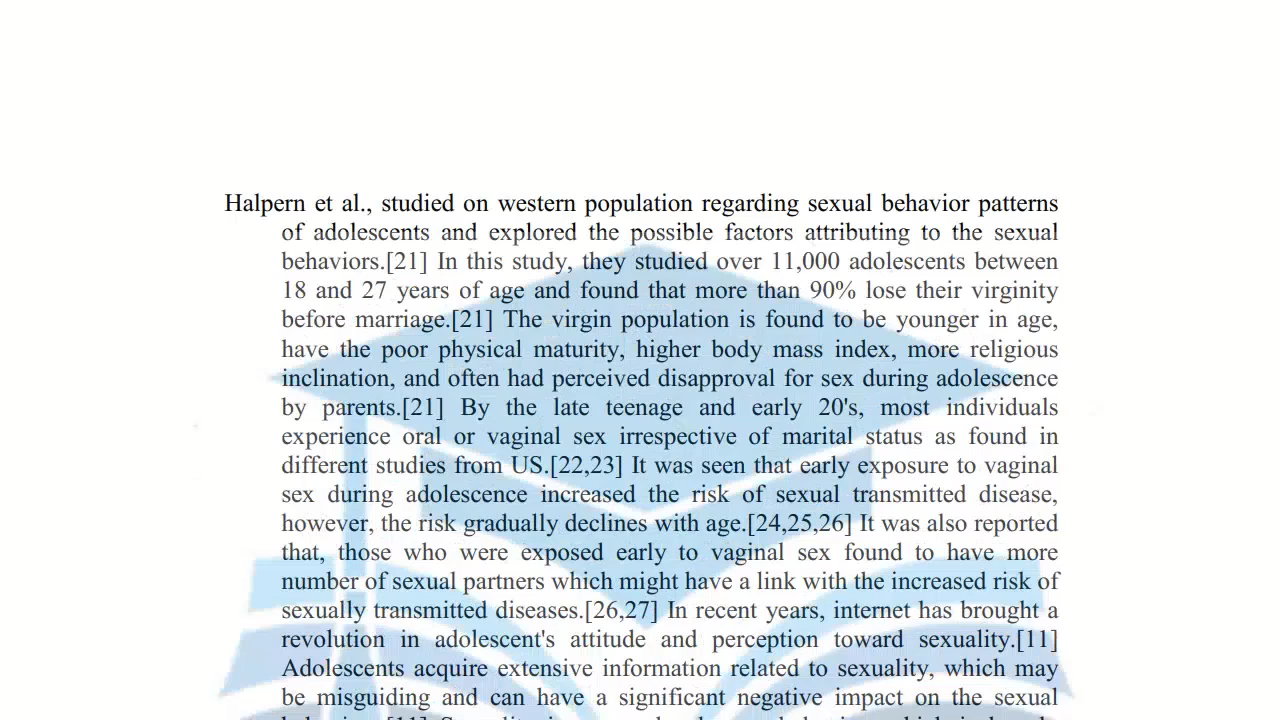 Halpern et al., studied on western population regarding sexual behavior patterns
of adolescents and explored the possible factors attributing to the sexual
behaviors.[21] In this study, they studied over 11,000 adolescents between
18 and 27 years of age and found that more than 90% lose their virginity
before marriage.[21] The virgin population is found to be younger in age,
have the poor physical maturity, higher body mass index, more religious
inclination, and often had perceived disapproval for sex during adolescence
by parents.[21] By the late teenage and early 20's, most individuals
experience oral or vaginal sex irrespective of marital status as found in
different studies from US.[22,23] It was seen that early exposure to vaginal
sex during adolescence increased the risk of sexual transmitted disease,
however, the risk gradually declines with age.[24,25,26] It was also reported
that, those who were exposed early to vaginal sex found to have more
number of sexual partners which might have a link with the increased risk of
sexually transmitted diseases.[26,27] In recent years, internet has brought a
revolution in adolescent's attitude and perception toward sexuality.[11]
Adolescents acquire extensive information related to sexuality, which may
be misguiding and can have a significant negative impact on the sexual